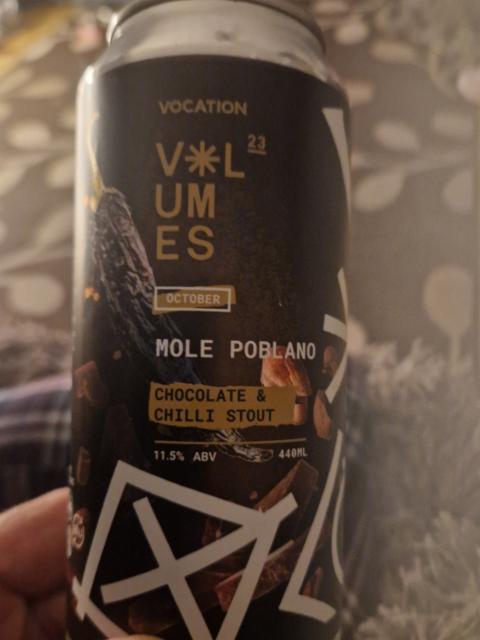 VOCATION
V*L 23
UM
ES
OCTOBER
MOLE POBLANO
CHOCOLATE &
CHILLI STOUT
11.5% ABV 440ML